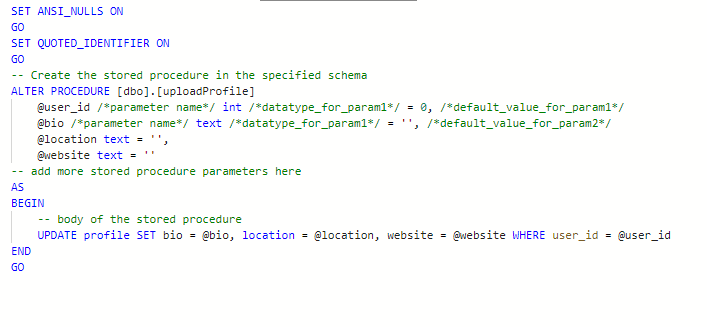 SET ANSI_NULLS ON
GO
SET QUOTED_IDENTIFIER ON
GO
-- Create the stored procedure in the specified schema
ALTER PROCEDURE [dbo].[uploadProfile]
    @user_id /*parameter name*/ int /*datatype_for_param1*/ = 0, /*default_value_for_param1*/
    @bio /*parameter name*/ text /*datatype_for_param1*/ = '', /*default_value_for_param2*/
    @location text = '',
    @website text = ''
-- add more stored procedure parameters here
AS
BEGIN
    -- body of the stored procedure
    UPDATE profile SET bio = @bio, location = @location, website = @website WHERE user_id = @user_id
END
GO